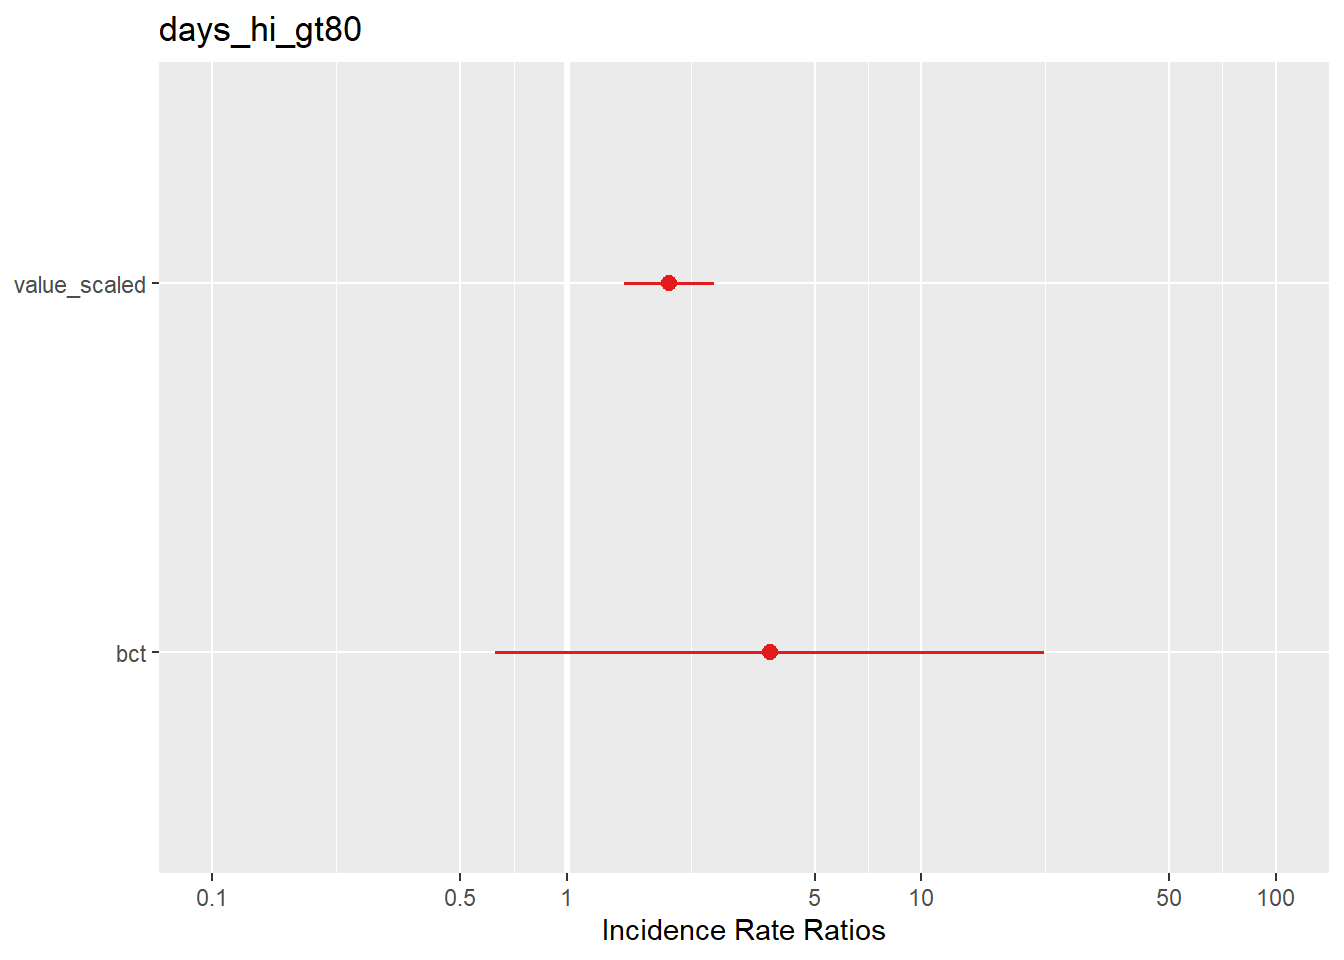 days_hi_gt80
value_scaled
bct
0.1 0.5 1 5 10 50 100
Incidence Rate Ratios